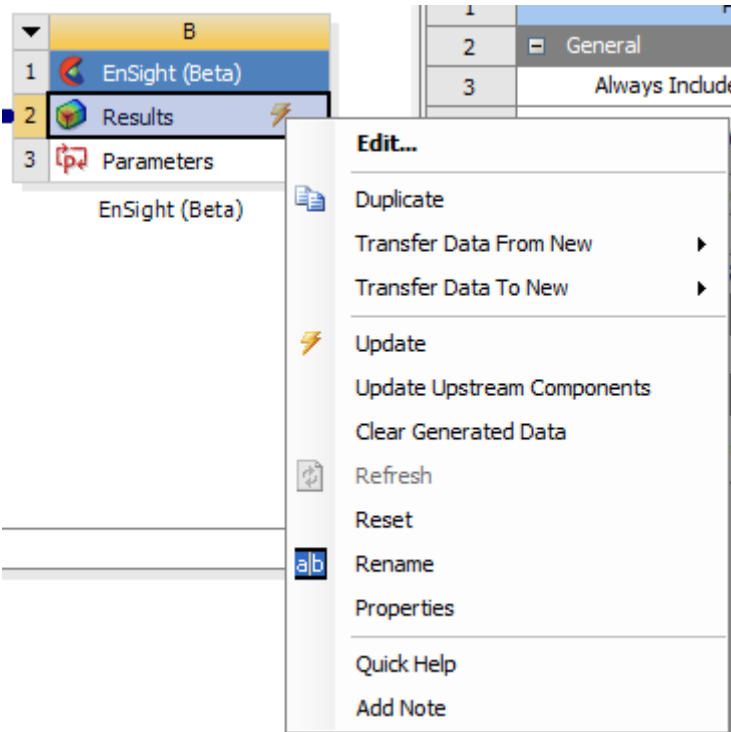 B
1 EnSight (Beta)
2 Results
3 Parameters
EnSight (Beta)
1
2 General
3 Always Include
Edit...
Duplicate
Transfer Data From New
Transfer Data To New
Update
Update Upstream Components
Clear Generated Data
Refresh
Reset
a|b Rename
Properties
Quick Help
Add Note